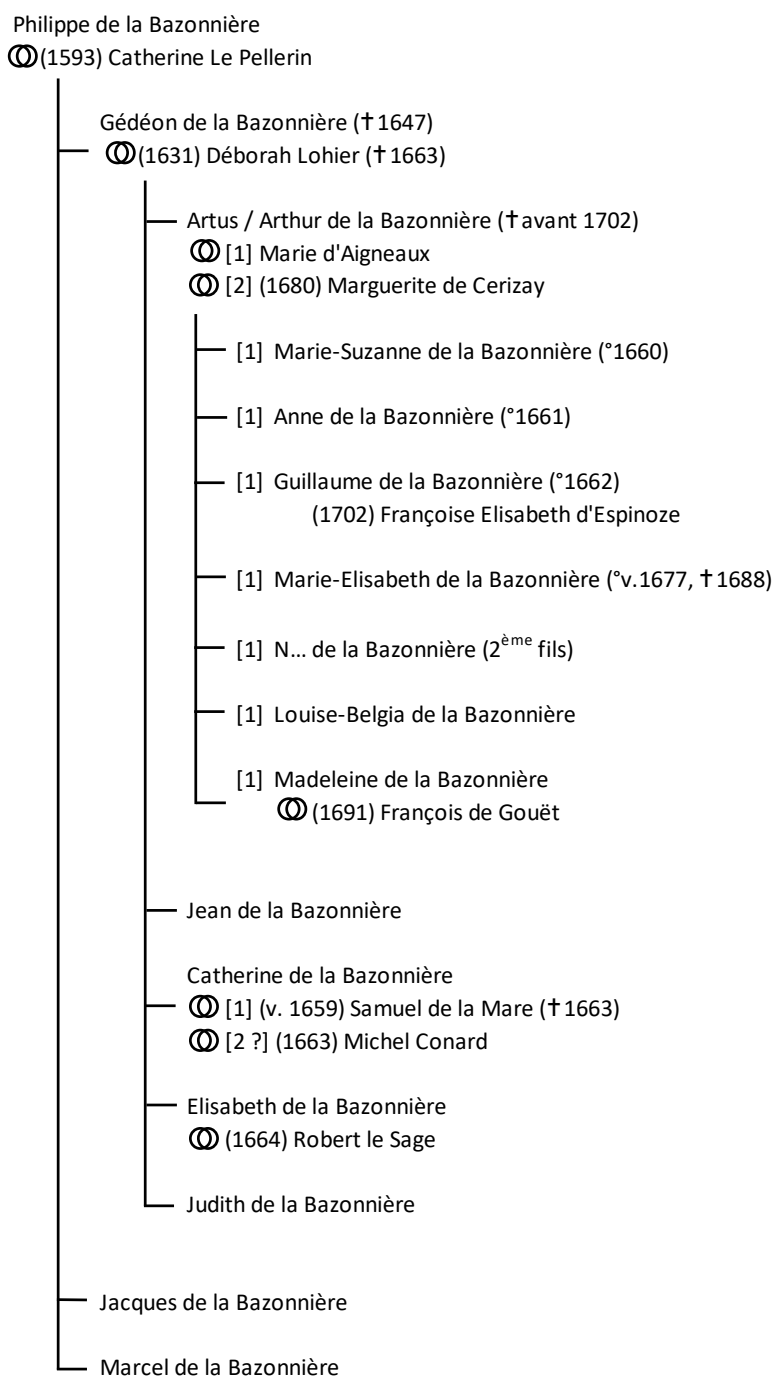 Philippe de la Bazonnière
(1593) Catherine Le Pellerin
Gédéon de la Bazonnière (✝1647)
(1631) Déborah Lohier (✝1663)
Artus / Arthur de la Bazonnière (✝avant 1702)
[1] Marie d'Aigneaux
[2] (1680) Marguerite de Cerizay
[1] Marie-Suzanne de la Bazonnière (°1660)
[1] Anne de la Bazonnière (°1661)
[1] Guillaume de la Bazonnière (°1662)
(1702) Françoise Elisabeth d'Espinoze
[1] Marie-Elisabeth de la Bazonnière (°v.1677, ✝1688)
[1] N... de la Bazonnière (2ème fils)
[1] Louise-Belgia de la Bazonnière
[1] Madeleine de la Bazonnière
(1691) François de Gouët
Jean de la Bazonnière
Catherine de la Bazonnière
[1] (v. 1659) Samuel de la Mare (✝1663)
[2 ?] (1663) Michel Conard
Elisabeth de la Bazonnière
(1664) Robert le Sage
Judith de la Bazonnière
Jacques de la Bazonnière
Marcel de la Bazonnière